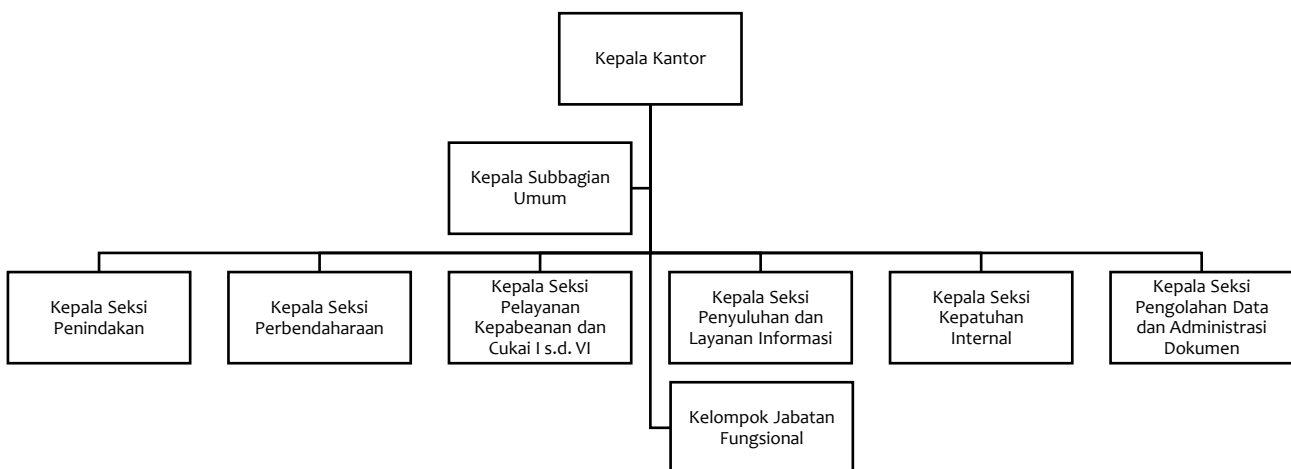 Kepala Kantor
Kepala Subbagian
Umum
Kepala Seksi
Penindakan
Kepala Seksi
Perbendaharaan
Kepala Seksi
Pelayanan
Kepabeanan dan
Cukai I s.d. VI
Kepala Seksi
Penyuluhan dan
Layanan Informasi
Kepala Seksi
Kepatuhan
Internal
Kepala Seksi
Pengolahan Data
dan Administrasi
Dokumen
Kelompok Jabatan
Fungsional